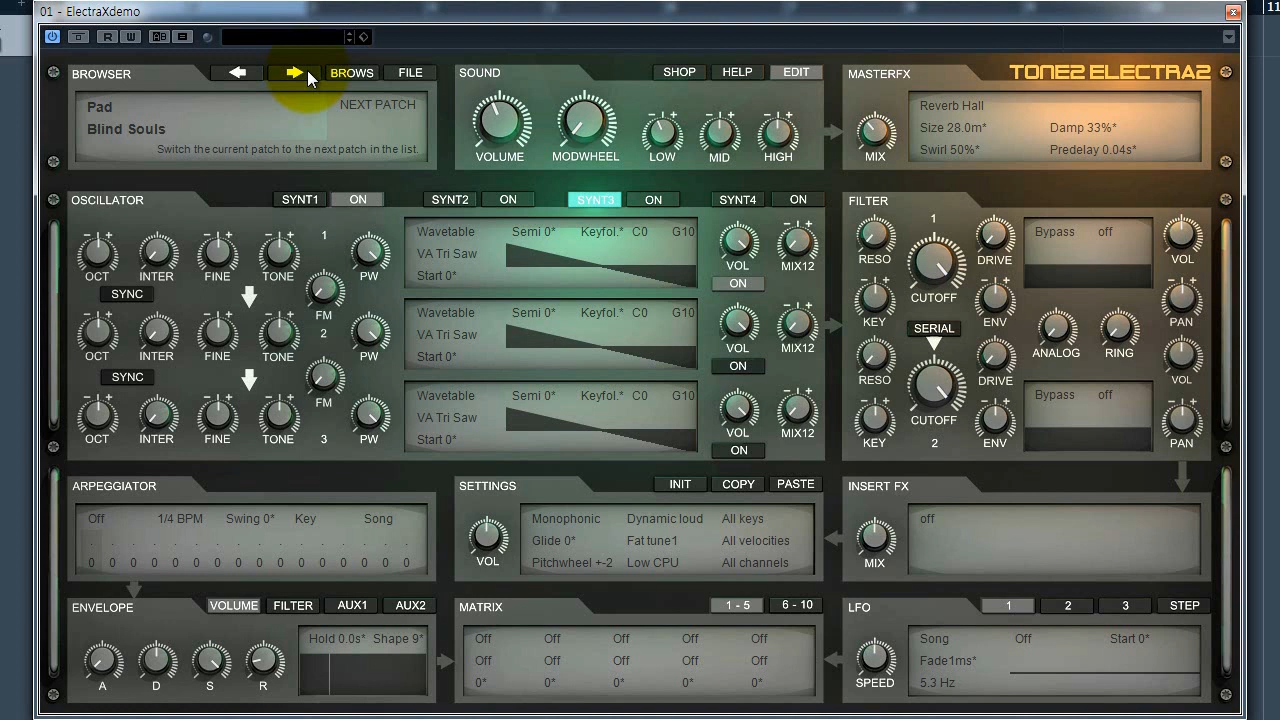 01 - ElectraXdemo
11
R W AB
BROWSER BROWS FILE
Pad NEXT PATCH
Blind Souls
Switch the current patch to the next patch in the list.
SOUND SHOP HELP EDIT
VOLUME MODWHEEL LOW MID HIGH
MASTERFX TONE2 ELECTRA2
MIX
Reverb Hall
Size 28.0m* Damp 33%*
Swirl 50%* Predelay 0.04s*
OSCILLATOR SYNT1 ON SYNT2 ON SYNT3 ON SYNT4 ON
OCT INTER FINE TONE 1 PW
SYNC FM
OCT INTER FINE TONE 2 PW
SYNC FM
OCT INTER FINE TONE 3 PW
Wavetable Semi 0* Keyfol.* C0 G10
VA Tri Saw
Start 0*
VOL MIX12
ON
Wavetable Semi 0* Keyfol.* C0 G10
VA Tri Saw
Start 0*
VOL MIX12
ON
Wavetable Semi 0* Keyfol.* C0 G10
VA Tri Saw
Start 0*
VOL MIX12
ON
FILTER
1
RESO DRIVE Bypass off VOL
CUTOFF
KEY ENV PAN
SERIAL
ANALOG RING
RESO DRIVE VOL
CUTOFF
Bypass off
KEY 2 ENV PAN
ARPEGGIATOR
Off 1/4 BPM Swing 0* Key Song
. . . . . . . . . . . . . . . .
0 0 0 0 0 0 0 0 0 0 0 0 0 0 0 0
SETTINGS INIT COPY PASTE
VOL
Monophonic Dynamic loud All keys
Glide 0* Fat tune1 All velocities
Pitchwheel +-2 Low CPU All channels
INSERT FX
MIX
off
ENVELOPE VOLUME FILTER AUX1 AUX2
A D S R
Hold 0.0s* Shape 9*
MATRIX 1 - 5 6 - 10
Off Off Off Off Off
Off Off Off Off Off
0* 0* 0* 0* 0*
LFO 1 2 3 STEP
SPEED
Song Off Start 0*
Fade1ms*
5.3 Hz